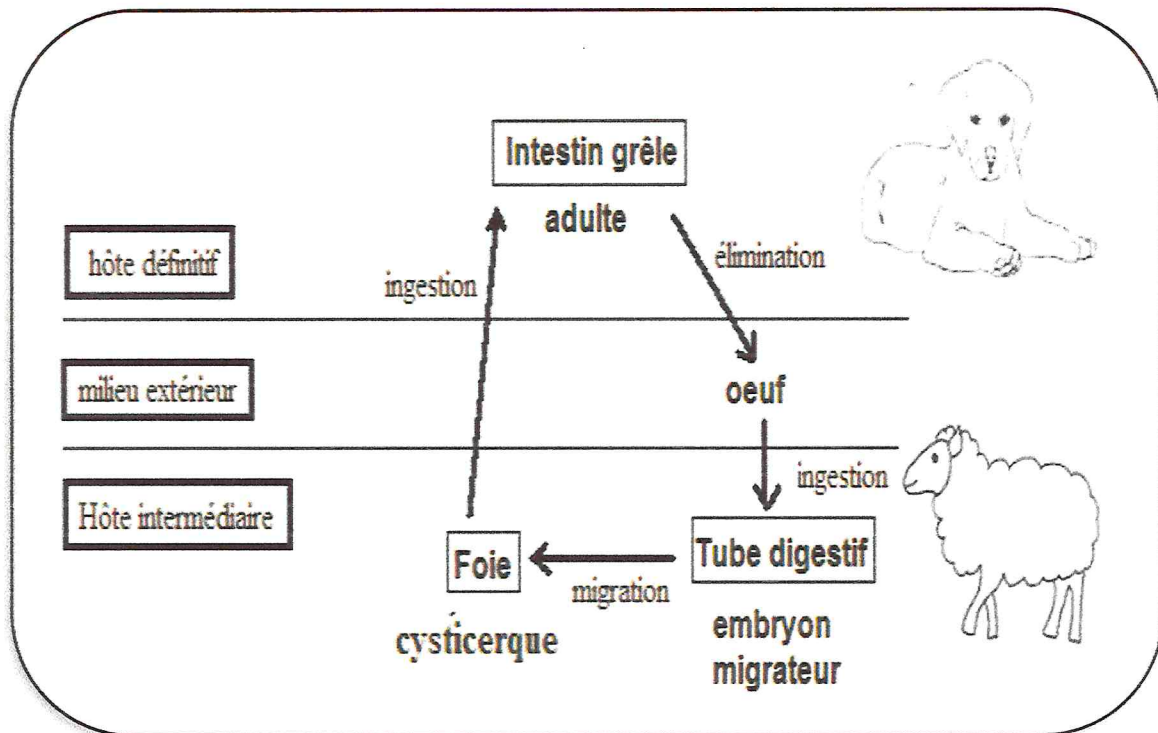 Intestin grêle
adulte
hôte définitif
ingestion
élimination
milieu extérieur
oeuf
ingestion
Hôte intermédiaire
Foie
migration
Tube digestif
cysticerque
embryon
migrateur